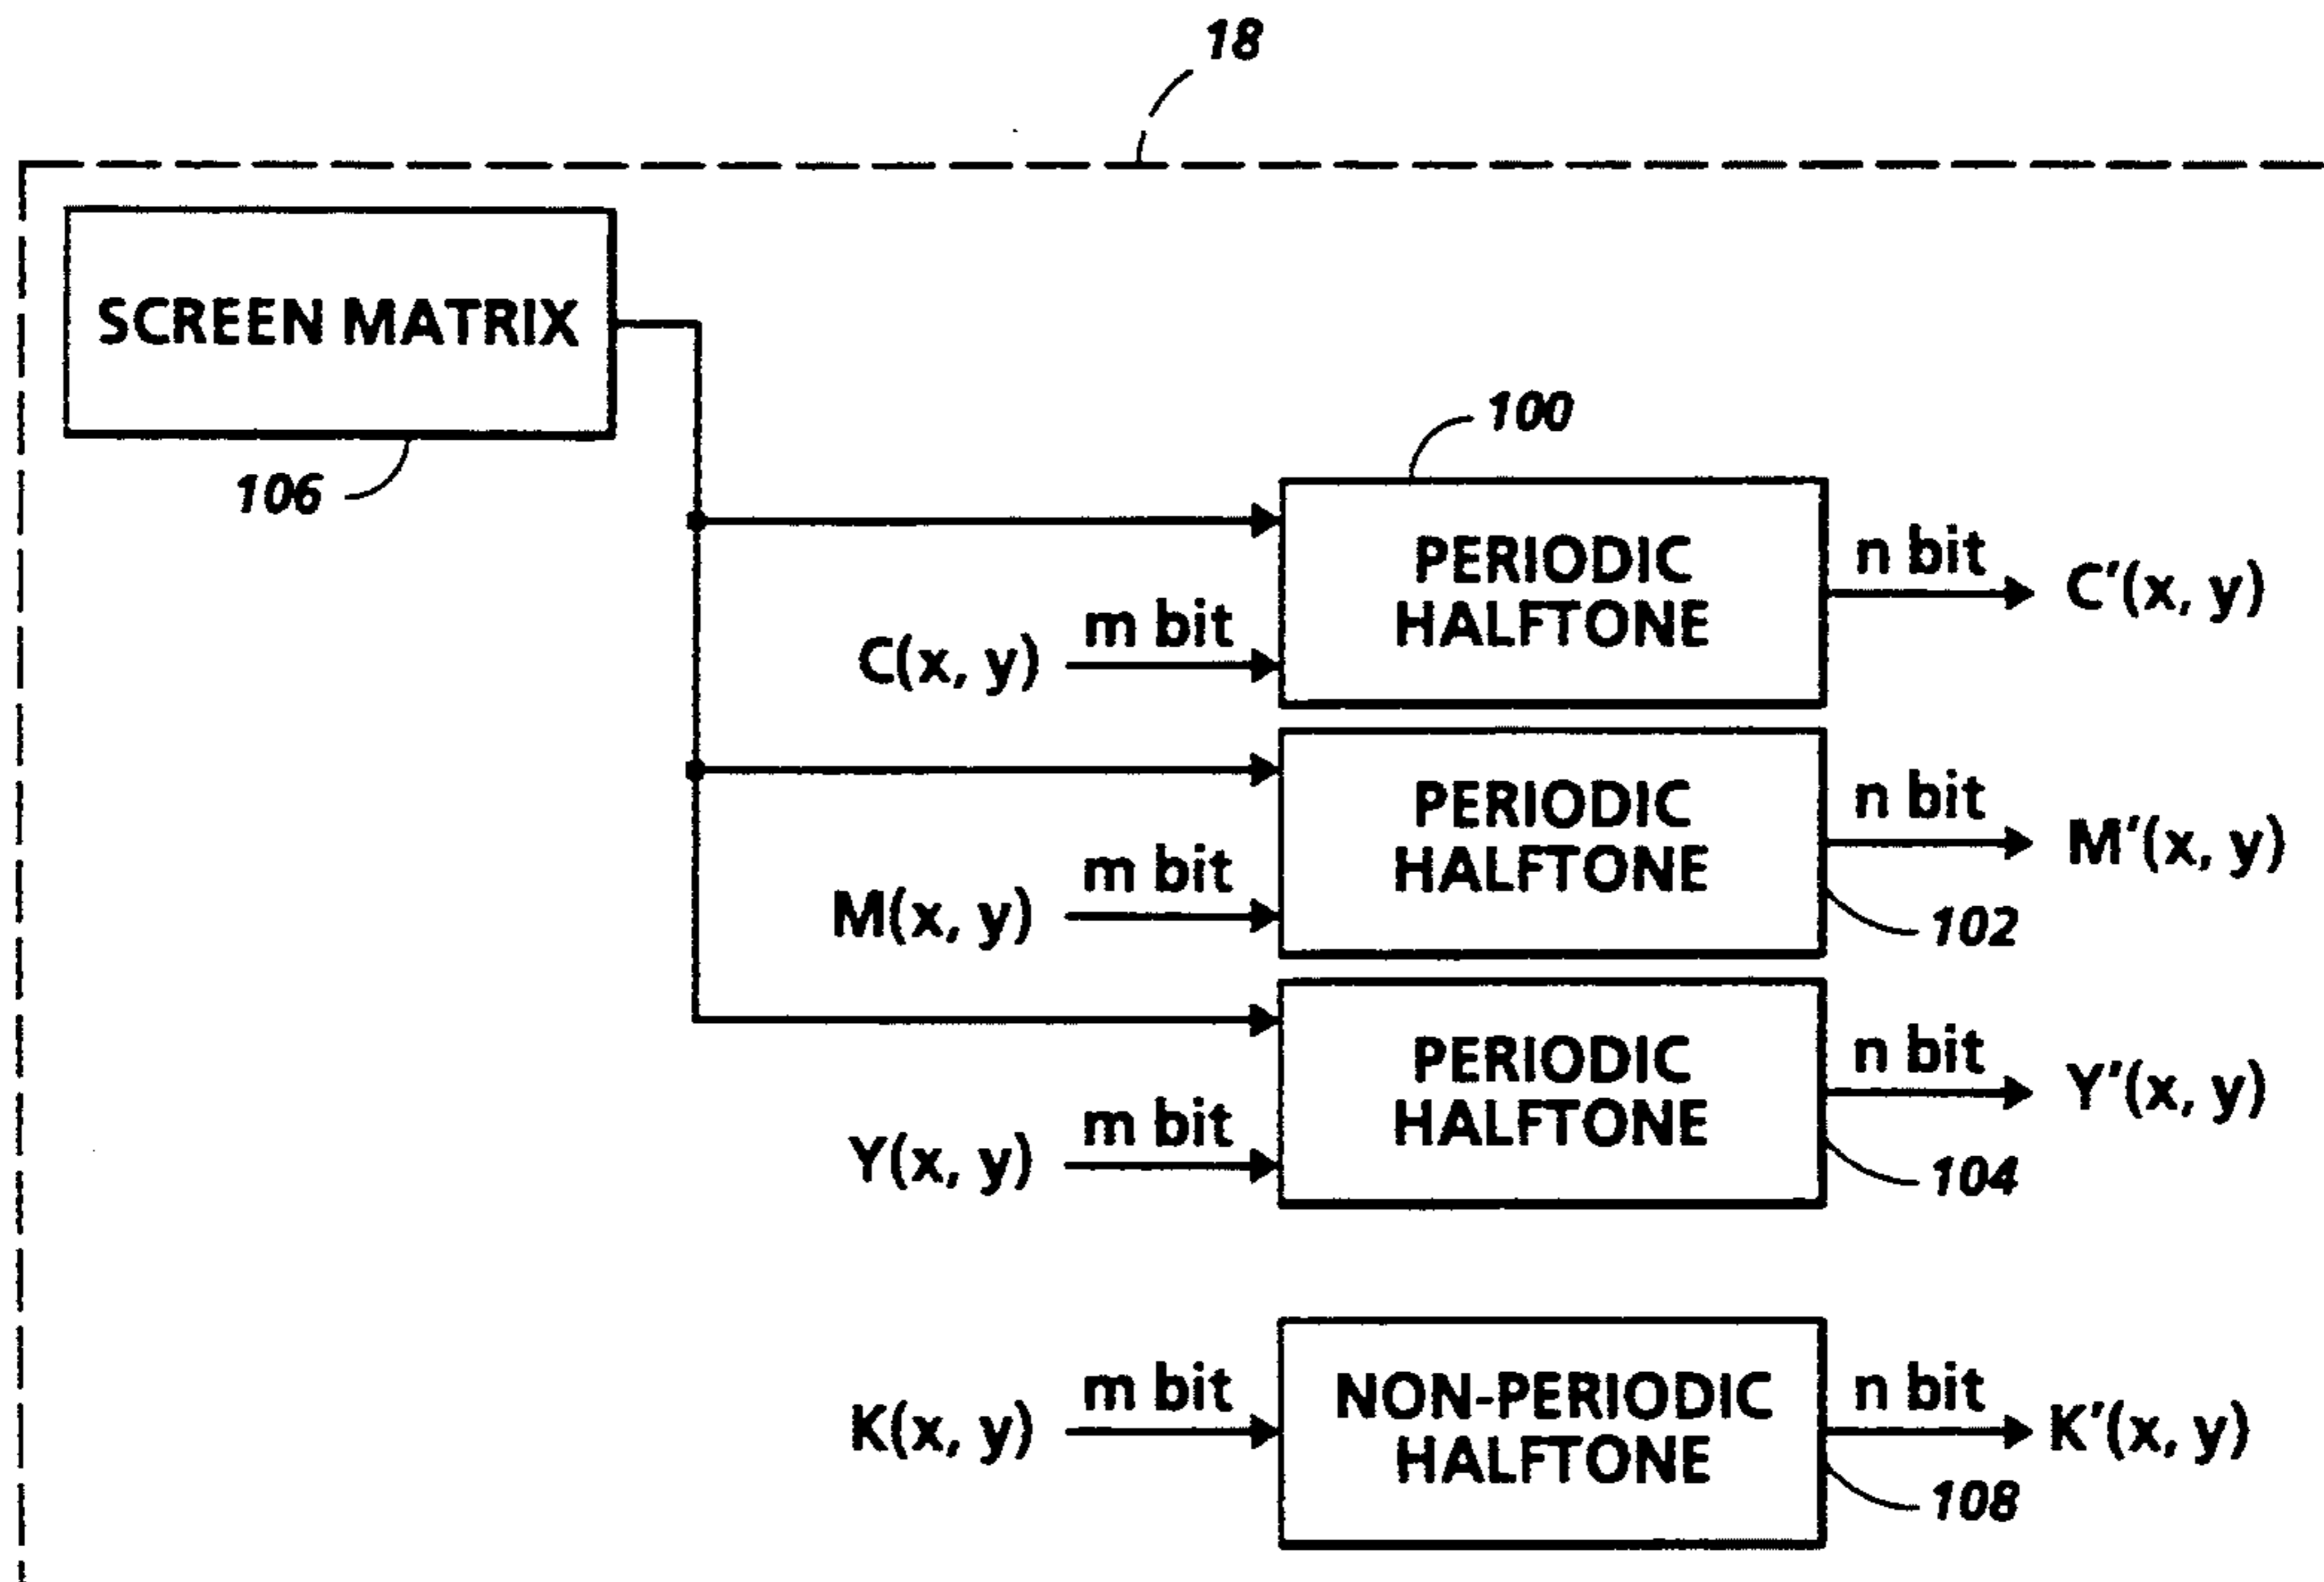 18
SCREEN MATRIX
106
100
PERIODIC
HALFTONE
n bit
C'(x, y)
m bit
C(x, y)
PERIODIC
HALFTONE
n bit
M'(x, y)
m bit
M(x, y)
102
PERIODIC
HALFTONE
n bit
Y'(x, y)
m bit
Y(x, y)
104
NON-PERIODIC
HALFTONE
m bit
K(x, y)
n bit
K'(x, y)
108